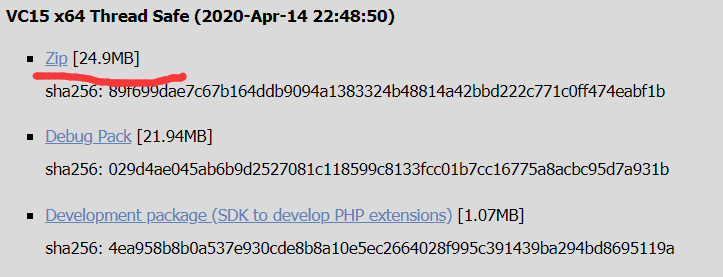 VC15 x64 Thread Safe (2020-Apr-14 22:48:50)
Zip [24.9MB]
sha256: 89f699dae7c67b164ddb9094a1383324b48814a42bbd222c771c0ff474eabf1b
Debug Pack [21.94MB]
sha256: 029d4ae045ab6b9d2527081c118599c8133fcc01b7cc16775a8acbc95d7a931b
Development package (SDK to develop PHP extensions) [1.07MB]
sha256: 4ea958b8b0a537e930cde8b8a10e5ec2664028f995c391439ba294bd8695119a